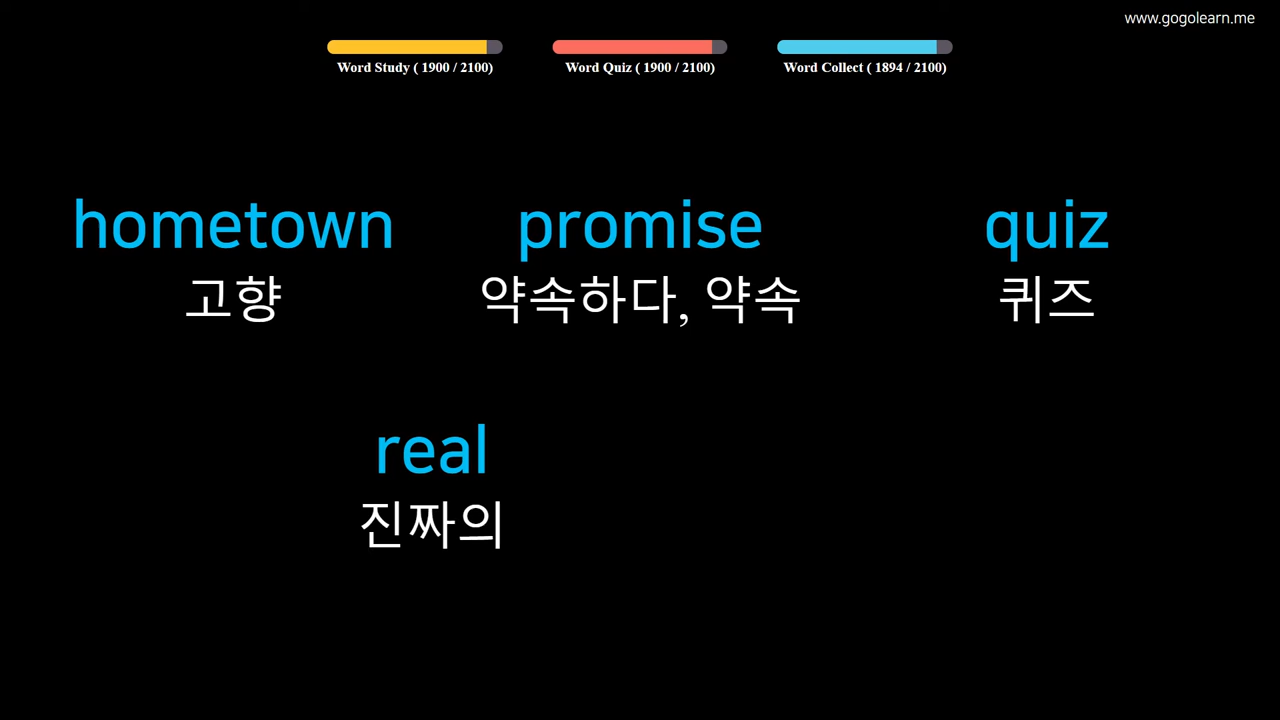 www.gogolearn.me
Word Study ( 1900 / 2100) Word Quiz ( 1900 / 2100) Word Collect ( 1894 / 2100)
hometown promise quiz
고향 약속하다, 약속 퀴즈
real
진짜의